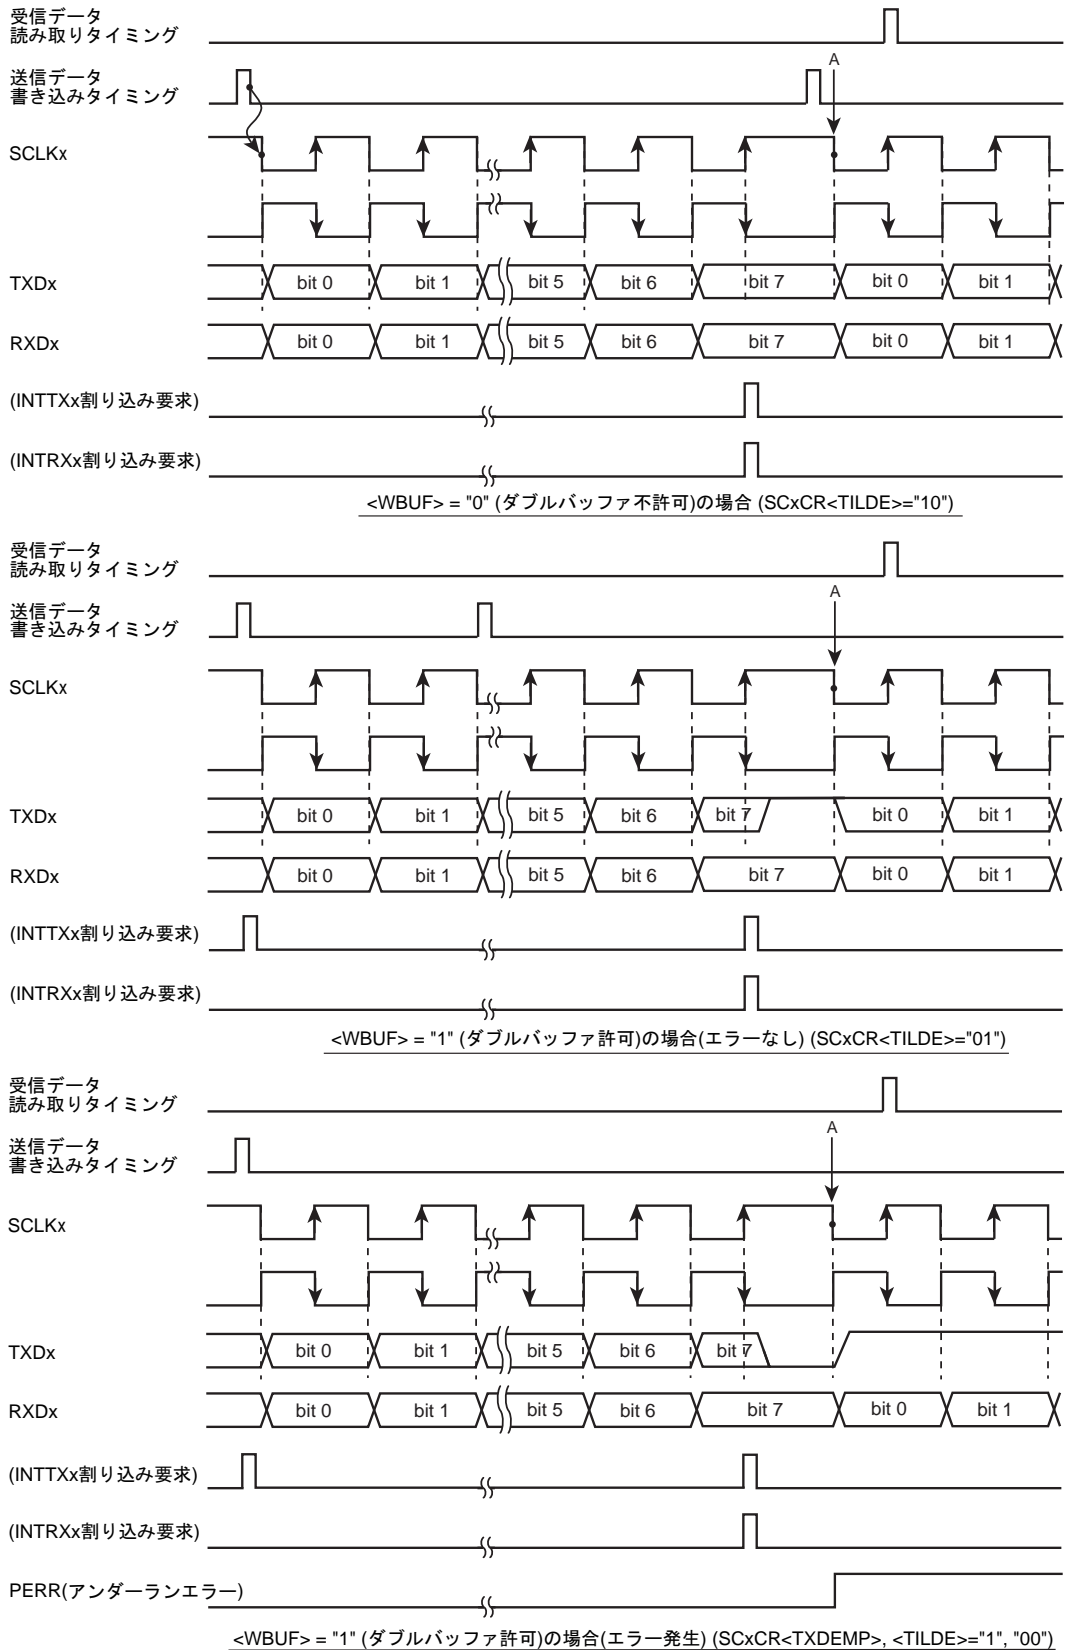 受信データ
読み取りタイミング
送信データ
書き込みタイミング
A
SCLKx
TXDx
bit 0 bit 1 bit 5 bit 6 bit 7 bit 0 bit 1
RXDx
bit 0 bit 1 bit 5 bit 6 bit 7 bit 0 bit 1
(INTTXx割り込み要求)
(INTRXx割り込み要求)
<WBUF> = "0" (ダブルバッファ不許可)の場合 (SCxCR<TILDE>="10")
受信データ
読み取りタイミング
送信データ
書き込みタイミング
A
SCLKx
TXDx
bit 0 bit 1 bit 5 bit 6 bit 7 bit 0 bit 1
RXDx
bit 0 bit 1 bit 5 bit 6 bit 7 bit 0 bit 1
(INTTXx割り込み要求)
(INTRXx割り込み要求)
<WBUF> = "1" (ダブルバッファ許可)の場合(エラーなし) (SCxCR<TILDE>="01")
受信データ
読み取りタイミング
送信データ
書き込みタイミング
A
SCLKx
TXDx
bit 0 bit 1 bit 5 bit 6 bit 7
RXDx
bit 0 bit 1 bit 5 bit 6 bit 7 bit 0 bit 1
(INTTXx割り込み要求)
(INTRXx割り込み要求)
PERR(アンダーランエラー)
<WBUF> = "1" (ダブルバッファ許可)の場合(エラー発生) (SCxCR<TXDEMP>, <TILDE>="1", "00")